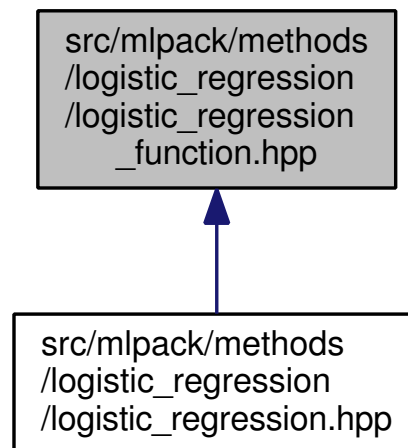 src/mlpack/methods
/logistic_regression
/logistic_regression
_function.hpp
src/mlpack/methods
/logistic_regression
/logistic_regression.hpp